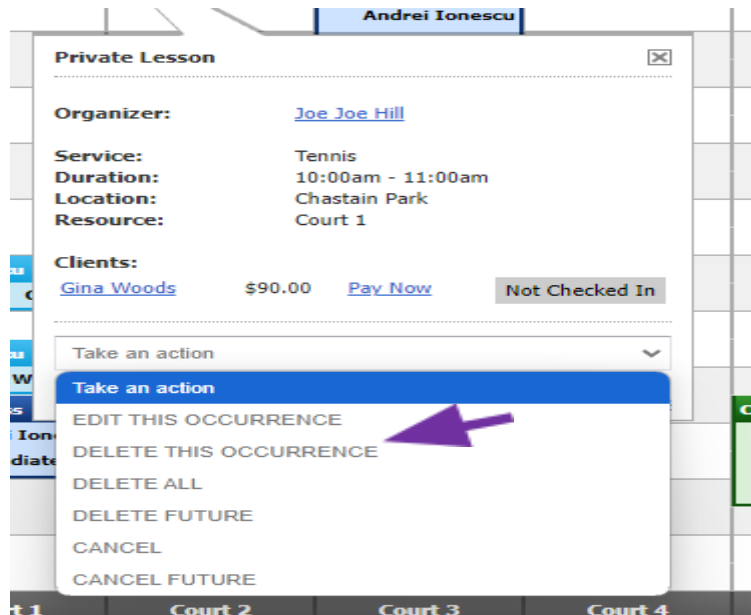 Andrei Ionescu
Private Lesson
Organizer: Joe Joe Hill
Service: Tennis
Duration: 10:00am - 11:00am
Location: Chastain Park
Resource: Court 1
Clients:
Gina Woods $90.00 Pay Now Not Checked In
Take an action
Take an action
EDIT THIS OCCURRENCE
DELETE THIS OCCURRENCE
DELETE ALL
DELETE FUTURE
CANCEL
CANCEL FUTURE
Court 2 Court 3 Court 4